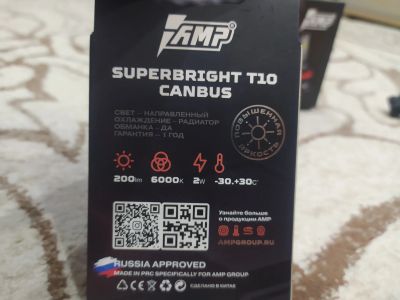 AMP
SUPERBRIGHT T10
CANBUS
СВЕТ – НАПРАВЛЕННЫЙ
ОХЛАЖДЕНИЕ – РАДИАТОР
ОБМАНКА – ДА
ГАРАНТИЯ – 1 ГОД
ПОВЫШЕННАЯ
ЯРКОСТЬ
200lm 6000K 2W -30.+30C°
Узнайте больше
о продукции AMP
AMPGROUP.RU
RUSSIA APPROVED
MADE IN PRC SPECIFICALLY FOR AMP GROUP
СДЕЛАНО В КИТАЕ